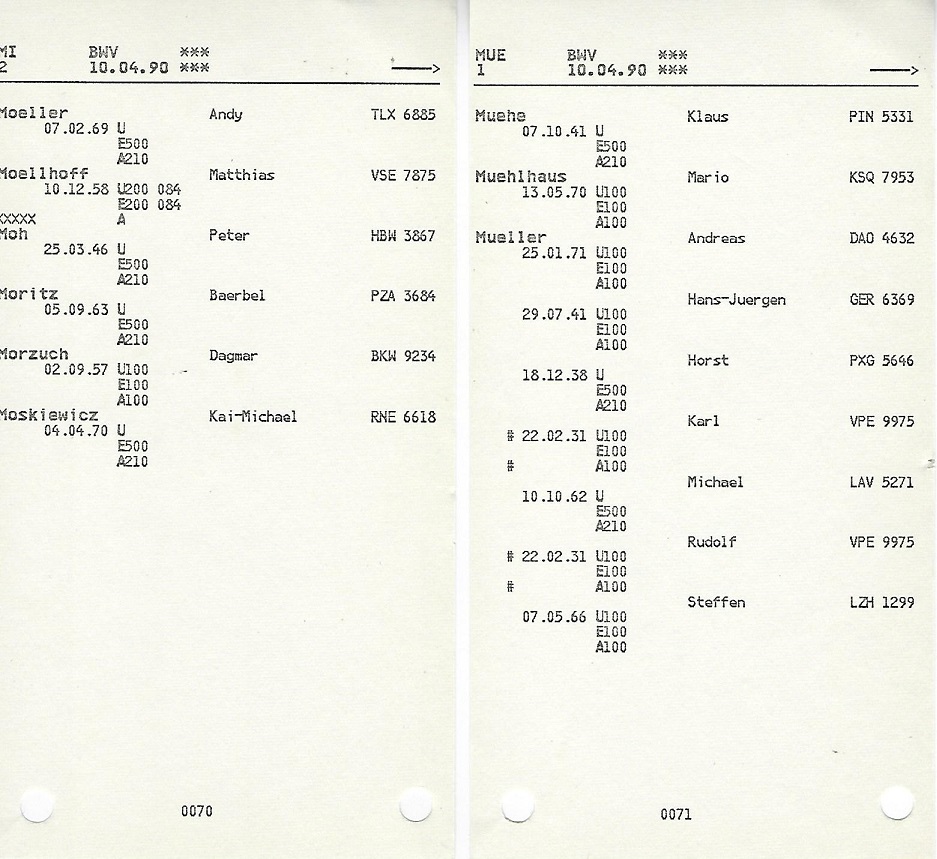 MI BWV ***
2 10.04.90 *** ———>
Moeller Andy TLX 6885
07.02.69 U
E500
A210
Moellhoff Matthias VSE 7875
10.12.58 U200 084
E200 084
XXXXX A
Moh Peter HBW 3867
25.03.46 U
E500
A210
Moritz Baerbel PZA 3684
05.09.63 U
E500
A210
Morzuch Dagmar BKW 9234
02.09.57 U100
E100
A100
Moskiewicz Kai-Michael RNE 6618
04.04.70 U
E500
A210
0070
MUE BWV ***
1 10.04.90 *** ———>
Muehe Klaus PIN 5331
07.10.41 U
E500
A210
Muehlhaus Mario KSQ 7953
13.05.70 U100
E100
A100
Mueller Andreas DAO 4632
25.01.71 U100
E100
A100
Hans-Juergen GER 6369
29.07.41 U100
E100
A100
Horst PXG 5646
18.12.38 U
E500
A210
Karl VPE 9975
# 22.02.31 U100
E100
# A100
Michael LAV 5271
10.10.62 U
E500
A210
Rudolf VPE 9975
# 22.02.31 U100
E100
# A100
Steffen LZH 1299
07.05.66 U100
E100
A100
0071